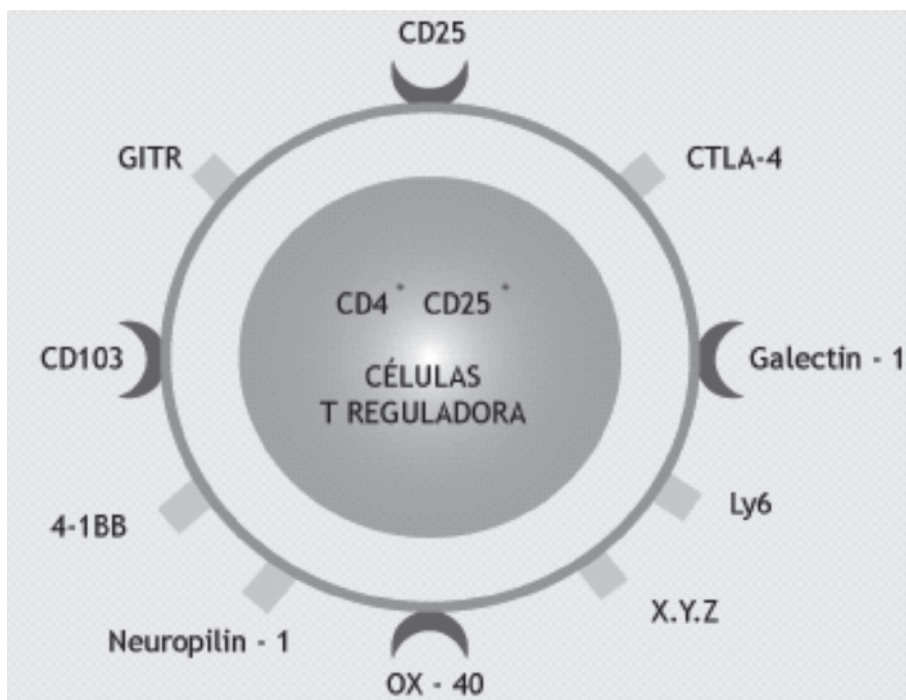 CD25
GITR
CTLA-4
CD4* CD25*
CD103
CÉLULAS
T REGULADORA
Galectin - 1
4-1BB
Ly6
Neuropilin - 1
X.Y.Z
OX - 40